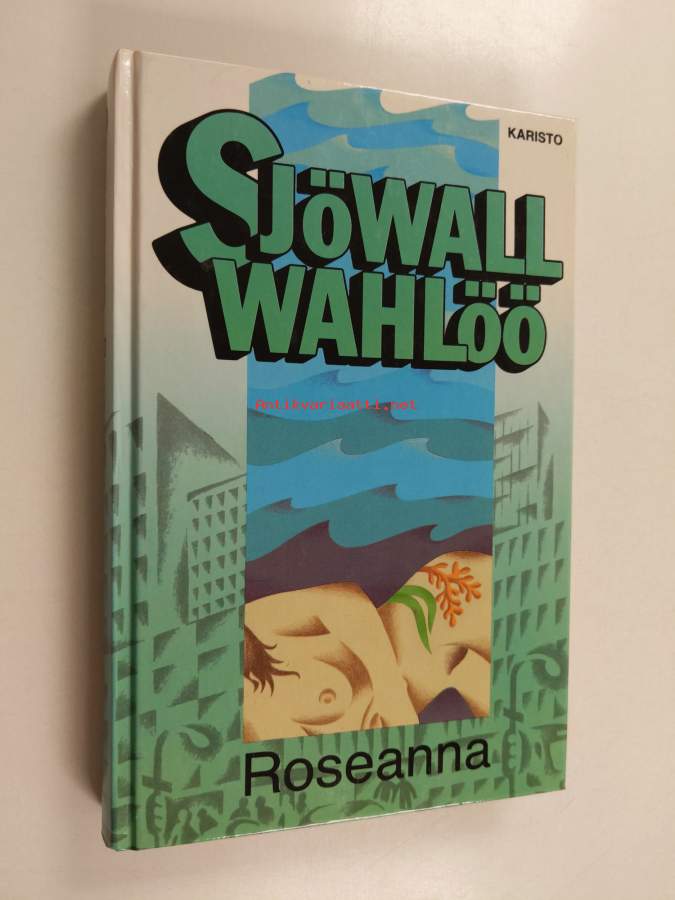 KARISTO
SJÖWALL
WAHLÖÖ
Antikvariaatti.net
Roseanna